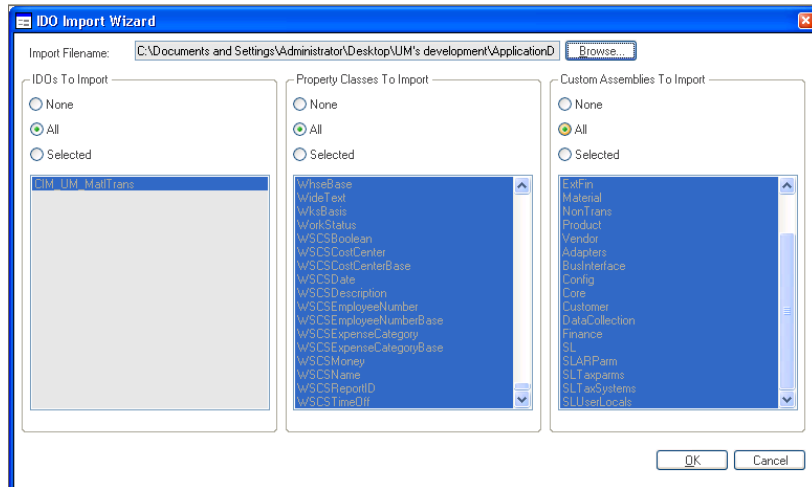 IDO Import Wizard
Import Filename: C:\Documents and Settings\Administrator\Desktop\UM's development\ApplicationD Browse...
IDOs To Import
None
All
Selected
CIM_UM_MatlTrans
Property Classes To Import
None
All
Selected
WhseBase
WideText
WksBasis
WorkStatus
WSCSBoolean
WSCSCostCenter
WSCSCostCenterBase
WSCSDate
WSCSDescription
WSCSEmployeeNumber
WSCSEmployeeNumberBase
WSCSExpenseCategory
WSCSExpenseCategoryBase
WSCSMoney
WSCSName
WSCSReportID
WSCSTimeOff
Custom Assemblies To Import
None
All
Selected
ExtFin
Material
NonTrans
Product
Vendor
Adapters
BusInterface
Config
Core
Customer
DataCollection
Finance
SL
SLARParm
SLTaxparms
SLTaxSystems
SLUserLocals
OK Cancel